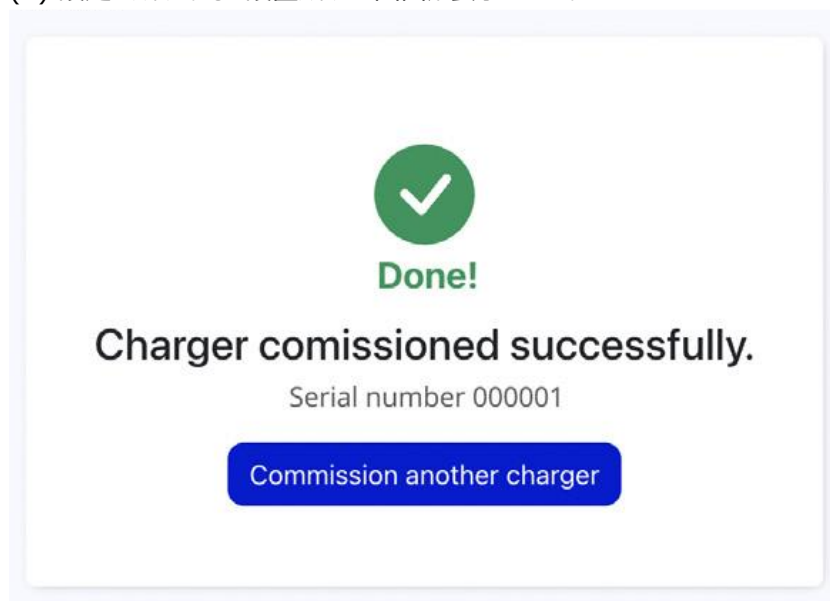 Done!
Charger comissioned successfully.
Serial number 000001
Commission another charger